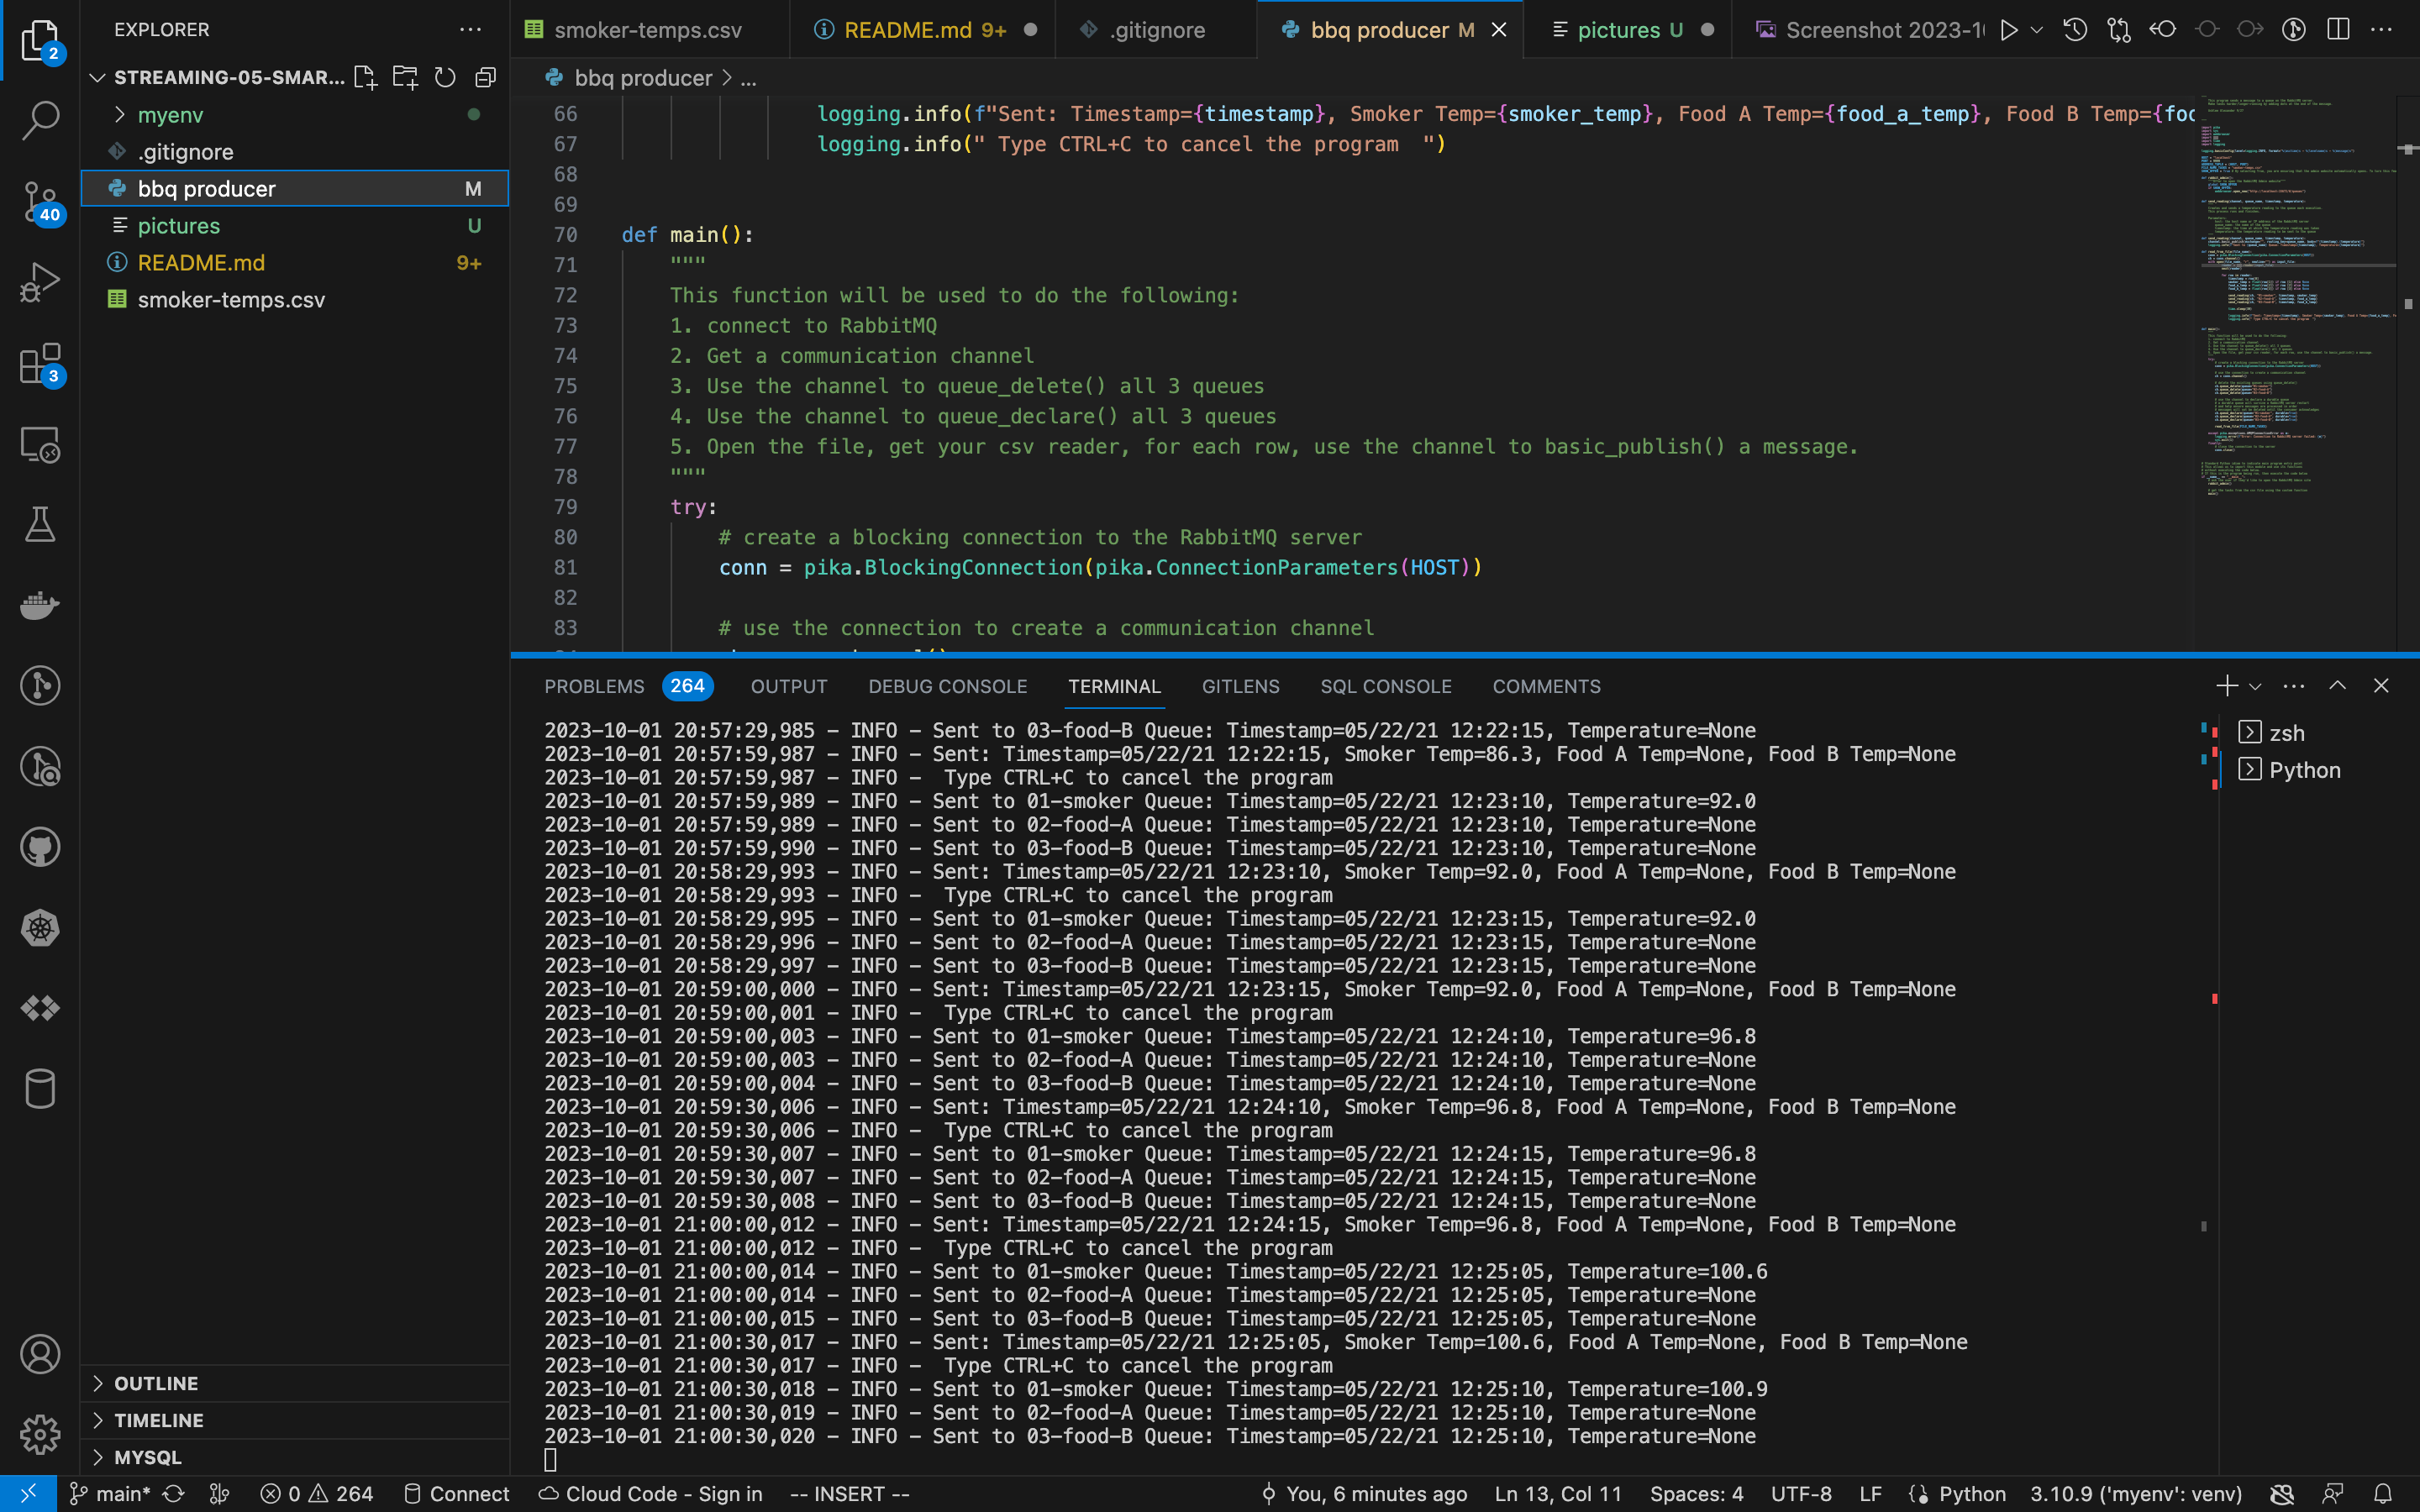 EXPLORER
smoker-temps.csv
README.md 9+
.gitignore
bbq producer M
pictures U
Screenshot 2023-1
2
STREAMING-05-SMAR...
bbq producer > ...
myenv
.gitignore
bbq producer M
pictures U
README.md 9+
smoker-temps.csv
40
3
66 logging.info(f"Sent: Timestamp={timestamp}, Smoker Temp={smoker_temp}, Food A Temp={food_a_temp}, Food B Temp={foo
67 logging.info(" Type CTRL+C to cancel the program  ")
68
69
70 def main():
71 """
72 This function will be used to do the following:
73 1. connect to RabbitMQ
74 2. Get a communication channel
75 3. Use the channel to queue_delete() all 3 queues
76 4. Use the channel to queue_declare() all 3 queues
77 5. Open the file, get your csv reader, for each row, use the channel to basic_publish() a message.
78 """
79 try:
80 # create a blocking connection to the RabbitMQ server
81 conn = pika.BlockingConnection(pika.ConnectionParameters(HOST))
82
83 # use the connection to create a communication channel
PROBLEMS 264 OUTPUT DEBUG CONSOLE TERMINAL GITLENS SQL CONSOLE COMMENTS
zsh
Python
2023-10-01 20:57:29,985 - INFO - Sent to 03-food-B Queue: Timestamp=05/22/21 12:22:15, Temperature=None
2023-10-01 20:57:59,987 - INFO - Sent: Timestamp=05/22/21 12:22:15, Smoker Temp=86.3, Food A Temp=None, Food B Temp=None
2023-10-01 20:57:59,987 - INFO -  Type CTRL+C to cancel the program
2023-10-01 20:57:59,989 - INFO - Sent to 01-smoker Queue: Timestamp=05/22/21 12:23:10, Temperature=92.0
2023-10-01 20:57:59,989 - INFO - Sent to 02-food-A Queue: Timestamp=05/22/21 12:23:10, Temperature=None
2023-10-01 20:57:59,990 - INFO - Sent to 03-food-B Queue: Timestamp=05/22/21 12:23:10, Temperature=None
2023-10-01 20:58:29,993 - INFO - Sent: Timestamp=05/22/21 12:23:10, Smoker Temp=92.0, Food A Temp=None, Food B Temp=None
2023-10-01 20:58:29,993 - INFO -  Type CTRL+C to cancel the program
2023-10-01 20:58:29,995 - INFO - Sent to 01-smoker Queue: Timestamp=05/22/21 12:23:15, Temperature=92.0
2023-10-01 20:58:29,996 - INFO - Sent to 02-food-A Queue: Timestamp=05/22/21 12:23:15, Temperature=None
2023-10-01 20:58:29,997 - INFO - Sent to 03-food-B Queue: Timestamp=05/22/21 12:23:15, Temperature=None
2023-10-01 20:59:00,000 - INFO - Sent: Timestamp=05/22/21 12:23:15, Smoker Temp=92.0, Food A Temp=None, Food B Temp=None
2023-10-01 20:59:00,001 - INFO -  Type CTRL+C to cancel the program
2023-10-01 20:59:00,003 - INFO - Sent to 01-smoker Queue: Timestamp=05/22/21 12:24:10, Temperature=96.8
2023-10-01 20:59:00,003 - INFO - Sent to 02-food-A Queue: Timestamp=05/22/21 12:24:10, Temperature=None
2023-10-01 20:59:00,004 - INFO - Sent to 03-food-B Queue: Timestamp=05/22/21 12:24:10, Temperature=None
2023-10-01 20:59:30,006 - INFO - Sent: Timestamp=05/22/21 12:24:10, Smoker Temp=96.8, Food A Temp=None, Food B Temp=None
2023-10-01 20:59:30,006 - INFO -  Type CTRL+C to cancel the program
2023-10-01 20:59:30,007 - INFO - Sent to 01-smoker Queue: Timestamp=05/22/21 12:24:15, Temperature=96.8
2023-10-01 20:59:30,007 - INFO - Sent to 02-food-A Queue: Timestamp=05/22/21 12:24:15, Temperature=None
2023-10-01 20:59:30,008 - INFO - Sent to 03-food-B Queue: Timestamp=05/22/21 12:24:15, Temperature=None
2023-10-01 21:00:00,012 - INFO - Sent: Timestamp=05/22/21 12:24:15, Smoker Temp=96.8, Food A Temp=None, Food B Temp=None
2023-10-01 21:00:00,012 - INFO -  Type CTRL+C to cancel the program
2023-10-01 21:00:00,014 - INFO - Sent to 01-smoker Queue: Timestamp=05/22/21 12:25:05, Temperature=100.6
2023-10-01 21:00:00,014 - INFO - Sent to 02-food-A Queue: Timestamp=05/22/21 12:25:05, Temperature=None
2023-10-01 21:00:00,015 - INFO - Sent to 03-food-B Queue: Timestamp=05/22/21 12:25:05, Temperature=None
2023-10-01 21:00:30,017 - INFO - Sent: Timestamp=05/22/21 12:25:05, Smoker Temp=100.6, Food A Temp=None, Food B Temp=None
2023-10-01 21:00:30,017 - INFO -  Type CTRL+C to cancel the program
2023-10-01 21:00:30,018 - INFO - Sent to 01-smoker Queue: Timestamp=05/22/21 12:25:10, Temperature=100.9
2023-10-01 21:00:30,019 - INFO - Sent to 02-food-A Queue: Timestamp=05/22/21 12:25:10, Temperature=None
2023-10-01 21:00:30,020 - INFO - Sent to 03-food-B Queue: Timestamp=05/22/21 12:25:10, Temperature=None
OUTLINE
TIMELINE
MYSQL
main* 0 264 Connect Cloud Code - Sign in -- INSERT -- You, 6 minutes ago Ln 13, Col 11 Spaces: 4 UTF-8 LF Python 3.10.9 ('myenv': venv)